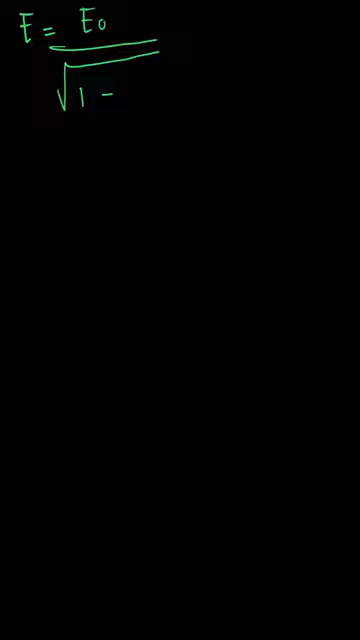 E = E₀
√1 −